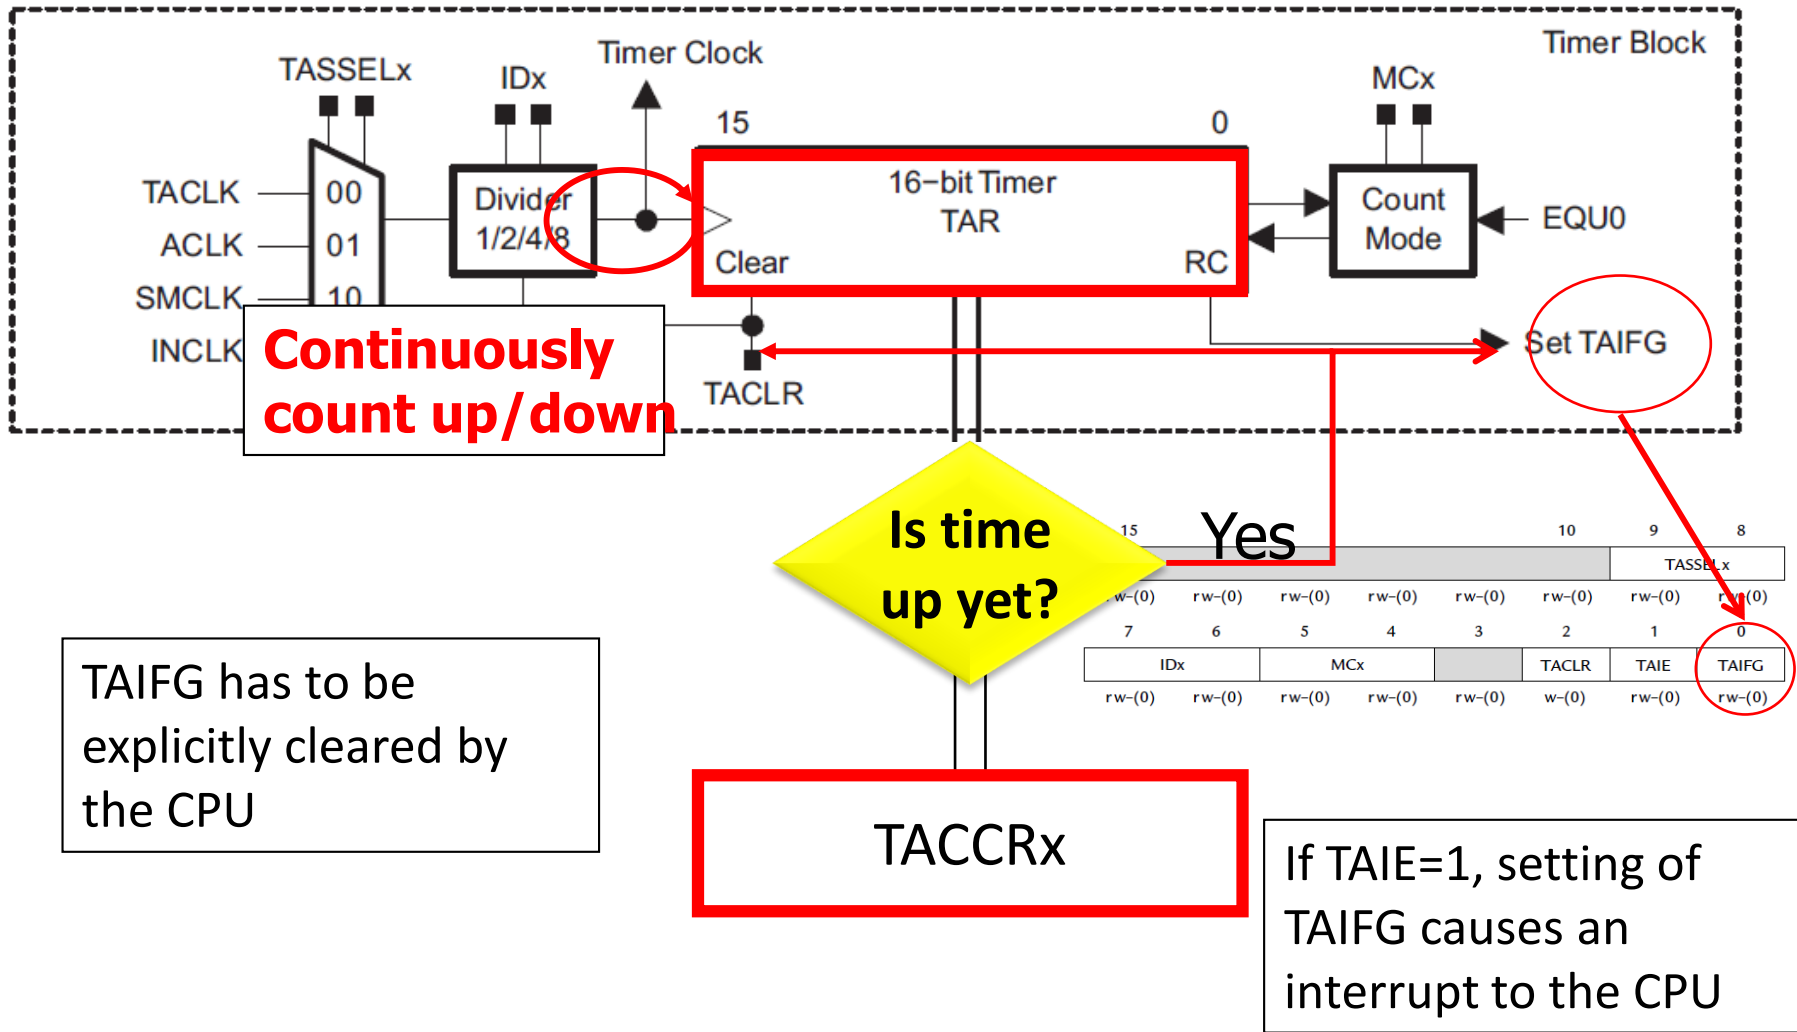 Timer Block
Timer Clock
TASSELx
IDx
MCx
15
0
TACLK
00
Divider
1/2/4/8
16−bit Timer
TAR
Count
Mode
EQU0
ACLK
01
Clear
RC
SMCLK
10
INCLK
Set TAIFG
TACLR
Continuously
count up/down
Is time
up yet?
Yes
15
10
9
8
TASSELx
w−(0) rw−(0) rw−(0) rw−(0) rw−(0) rw−(0) rw−(0) rw−(0)
7 6 5 4 3 2 1 0
IDx MCx TACLR TAIE TAIFG
rw−(0) rw−(0) rw−(0) rw−(0) rw−(0) w−(0) rw−(0) rw−(0)
TAIFG has to be
explicitly cleared by
the CPU
TACCRx
If TAIE=1, setting of
TAIFG causes an
interrupt to the CPU